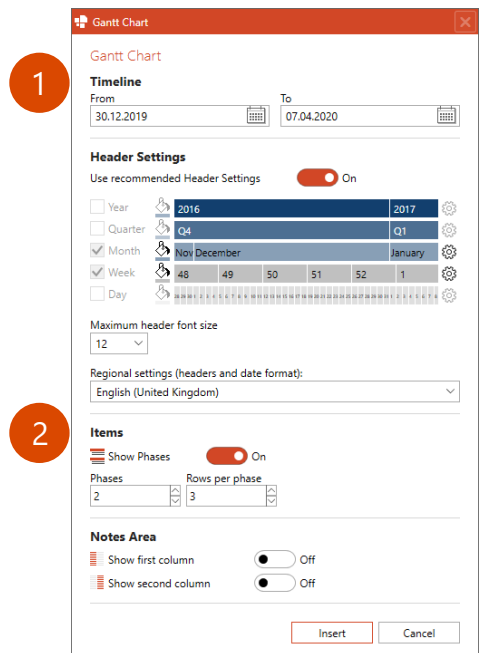 Gantt Chart
Gantt Chart
1
Timeline
From To
30.12.2019 07.04.2020
Header Settings
Use recommended Header Settings On
Year 2016 2017
Quarter Q4 Q1
Month Nov December January
Week 48 49 50 51 52 1
Day
Maximum header font size
12
Regional settings (headers and date format):
English (United Kingdom)
2
Items
Show Phases On
Phases Rows per phase
2 3
Notes Area
Show first column Off
Show second column Off
Insert Cancel